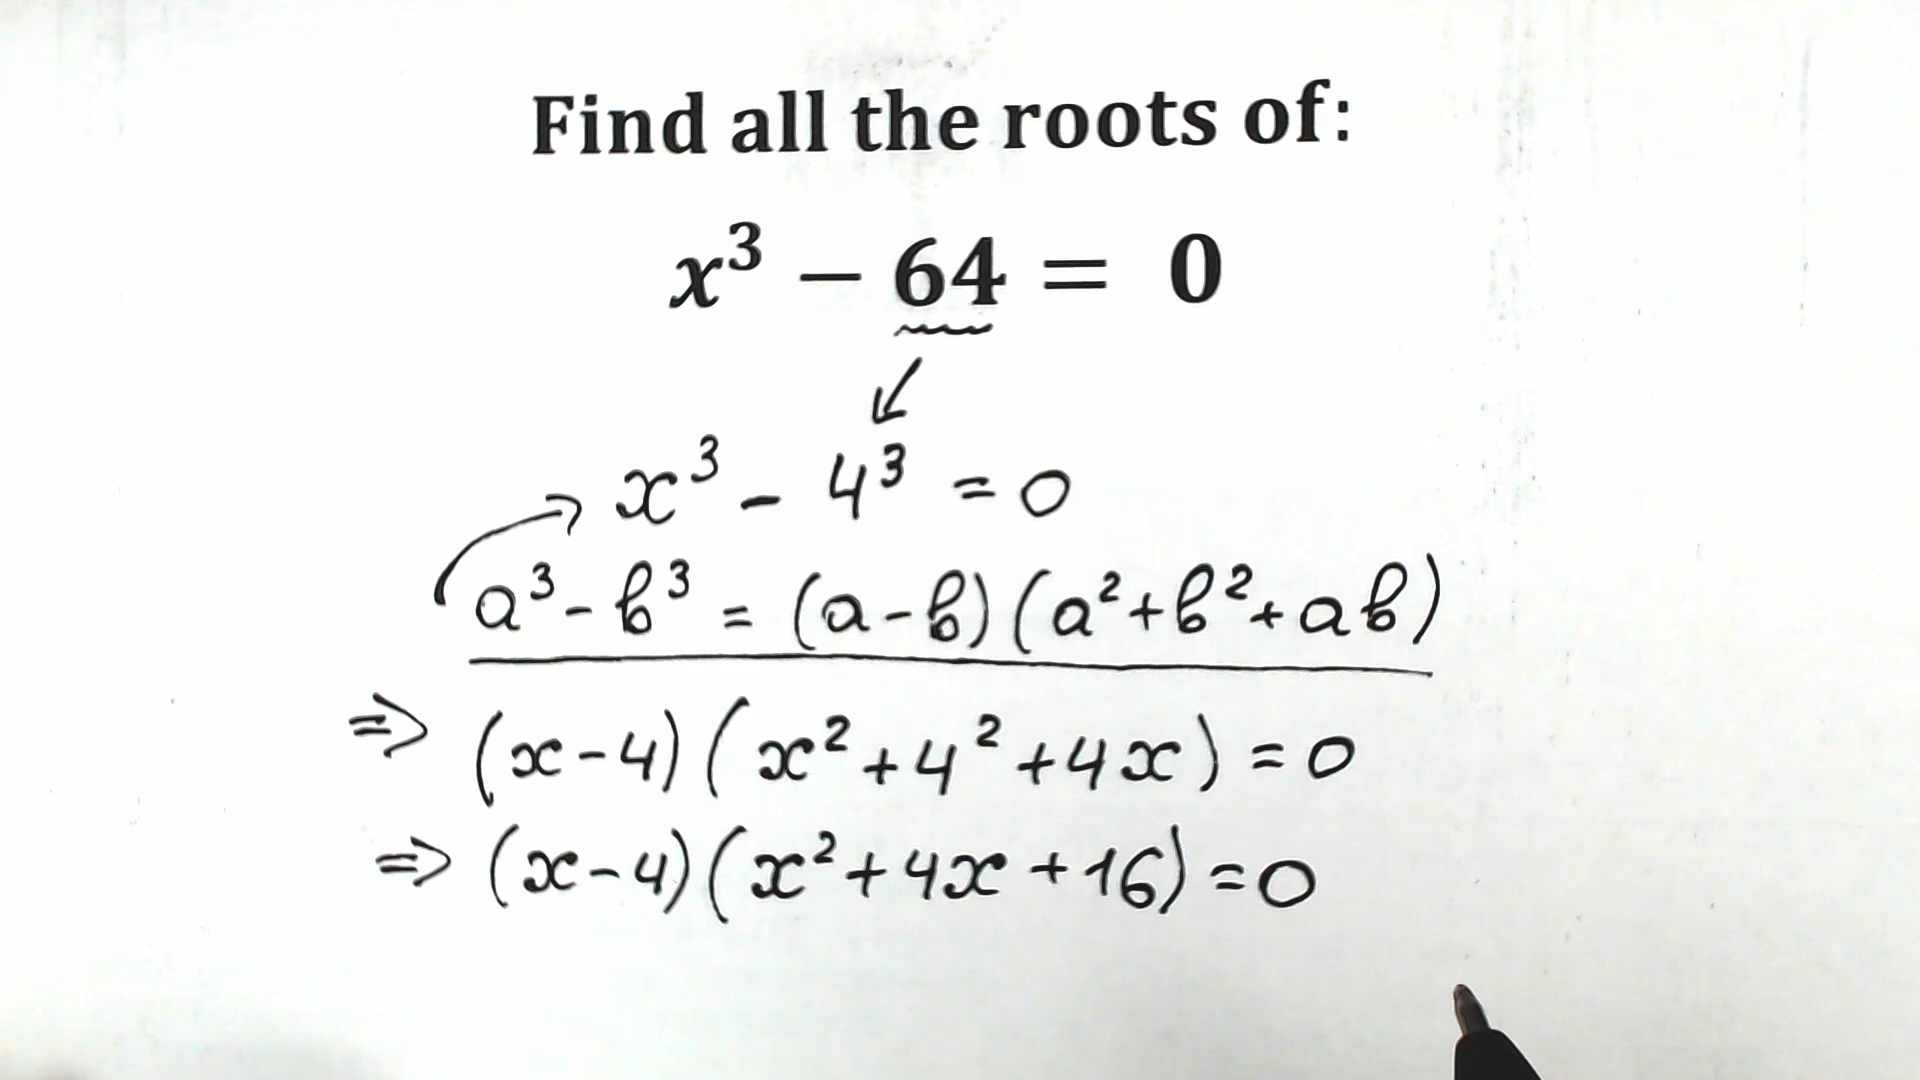 Find all the roots of:
x³ − 64 = 0
x³ - 4³ = 0
a³ - b³ = (a - b)(a² + b² + ab)
⇒ (x - 4)(x² + 4² + 4x) = 0
⇒ (x - 4)(x² + 4x + 16) = 0